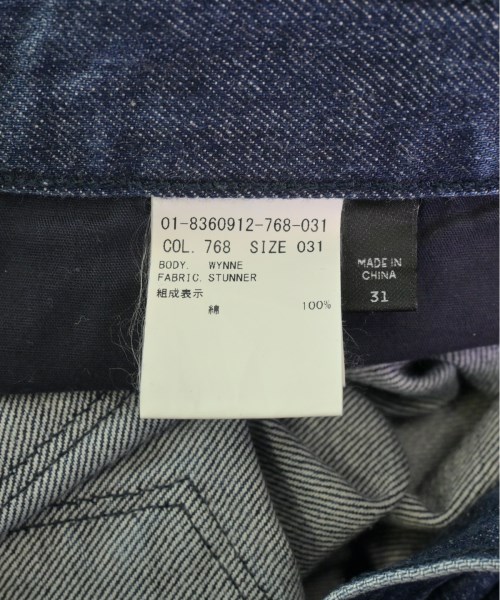 01-8360912-768-031
COL. 768 SIZE 031
BODY. WYNNE
FABRIC. STUNNER
組成表示
綿 100%
MADE IN
CHINA
31